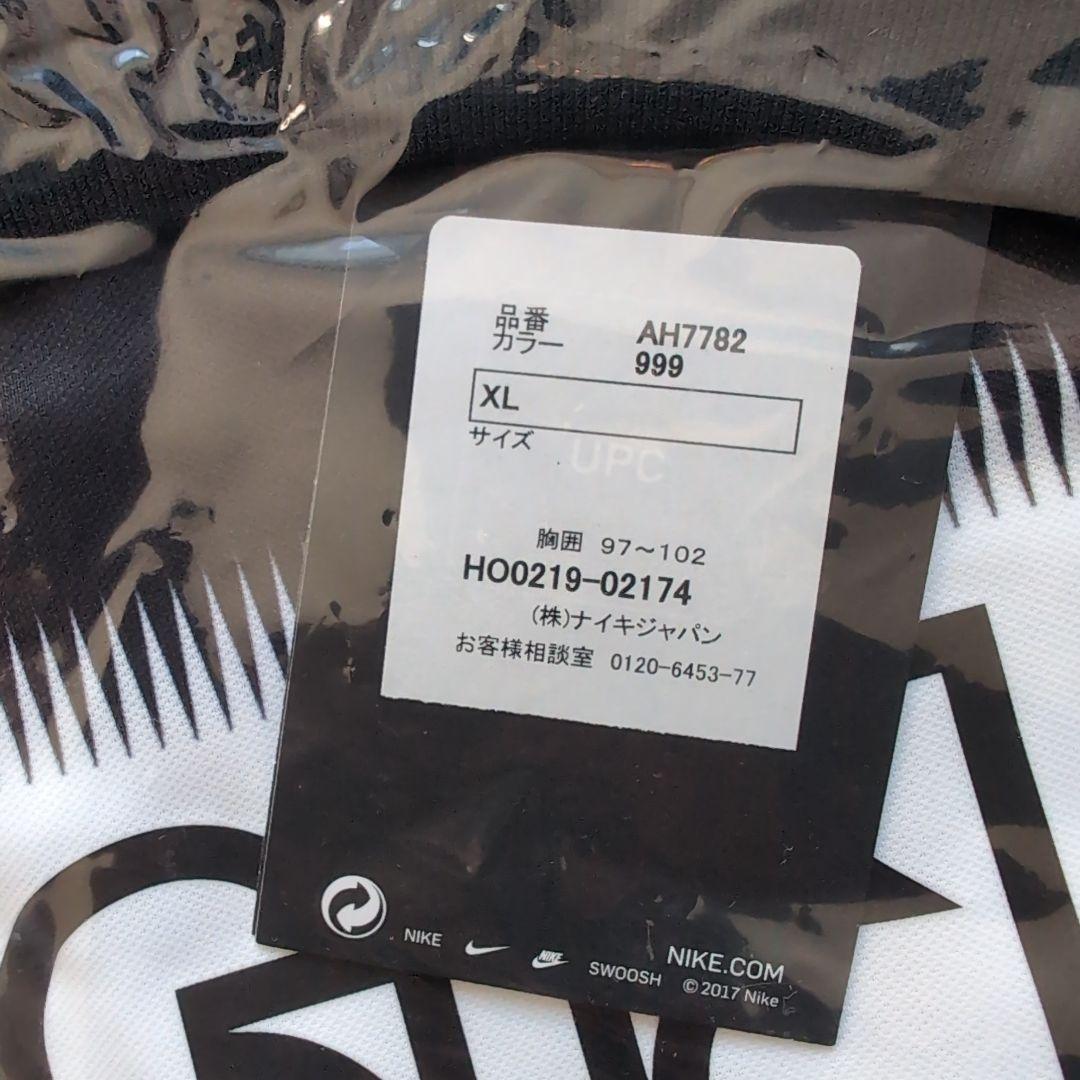 品番 AH7782
カラー 999
XL
サイズ
UPC
胸囲 97～102
HO0219-02174
(株)ナイキジャパン
お客様相談室 0120-6453-77
NIKE NIKE SWOOSH NIKE.COM
©2017 Nike